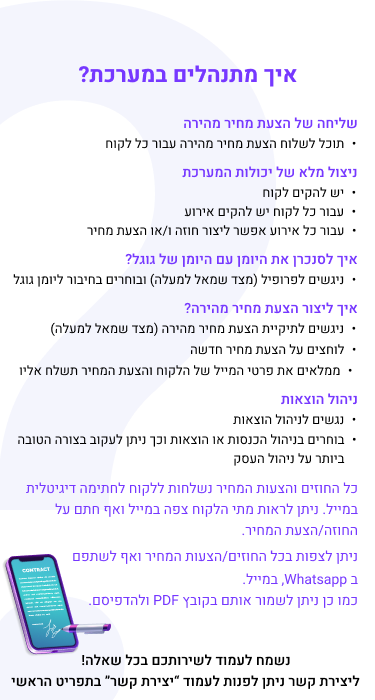 איך מתנהלים במערכת?
שליחה של הצעת מחיר מהירה
• תוכל לשלוח הצעת מחיר מהירה עבור כל לקוח
ניצול מלא של יכולות המערכת
• יש להקים לקוח
• עבור כל לקוח יש להקים אירוע
• עבור כל אירוע אפשר ליצור חוזה ו/או הצעת מחיר
איך לסנכרן את היומן עם היומן של גוגל?
• ניגשים לפרופיל (מצד שמאל למעלה) ובוחרים בחיבור ליומן גוגל
איך ליצור הצעת מחיר מהירה?
• ניגשים לתיקיית הצעת מחיר מהירה (מצד שמאל למעלה)
• לוחצים על הצעת מחיר חדשה
• ממלאים את פרטי המייל של הלקוח והצעת המחיר תשלח אליו
ניהול הוצאות
• נגשים לניהול הוצאות
• בוחרים בניהול הכנסות או הוצאות וכך ניתן לעקוב בצורה הטובה
ביותר על ניהול העסק
כל החוזים והצעות המחיר נשלחות ללקוח לחתימה דיגיטלית
במייל. ניתן לראות מתי הלקוח צפה במייל ואף חתם על
החוזה/הצעת המחיר.
ניתן לצפות בכל החוזים/הצעות המחיר ואף לשתפם
ב Whatsapp, במייל.
כמו כן ניתן לשמור אותם בקובץ PDF ולהדפיסם.
CONTRACT
נשמח לעמוד לשירותכם בכל שאלה!
ליצירת קשר ניתן לפנות לעמוד “יצירת קשר” בתפריט הראשי